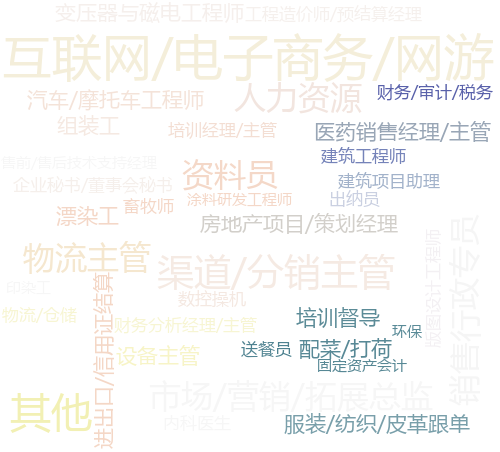 变压器与磁电工程师
工程造价师/预结算经理
互联网/电子商务/网游
财务/审计/税务
汽车/摩托车工程师
人力资源
组装工
培训经理/主管
医药销售经理/主管
建筑工程师
售前/售后技术支持经理
资料员
企业秘书/董事会秘书
建筑项目助理
涂料研发工程师
出纳员
畜牧师
漂染工
房地产项目/策划经理
销售行政专员
版图设计工程师
物流主管
渠道/分销主管
进出口/信用证结算
数控操机
物流/仓储
财务分析经理/主管
培训督导
环保
送餐员
配菜/打荷
设备主管
固定资产会计
市场/营销/拓展总监
其他
内科医生
服装/纺织/皮革跟单